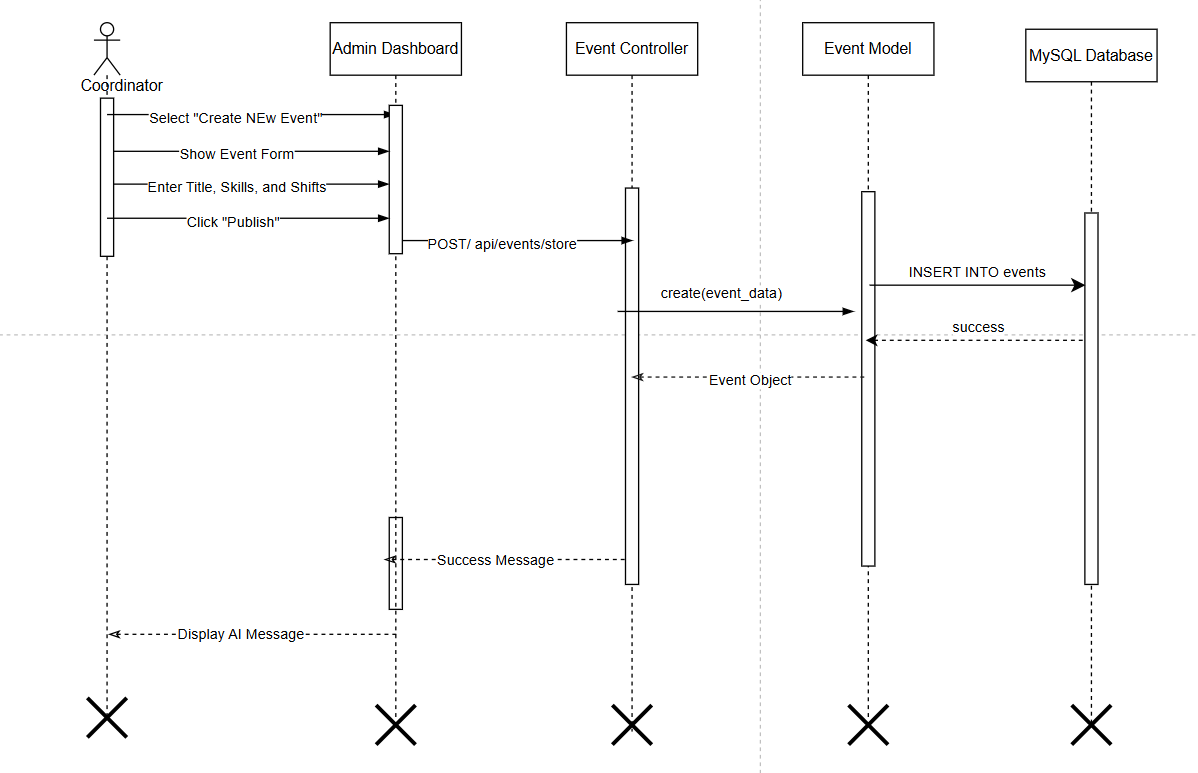 Coordinator
Admin Dashboard
Event Controller
Event Model
MySQL Database
Select "Create NEw Event"
Show Event Form
Enter Title, Skills, and Shifts
Click "Publish"
POST/ api/events/store
INSERT INTO events
create(event_data)
success
Event Object
Success Message
Display AI Message